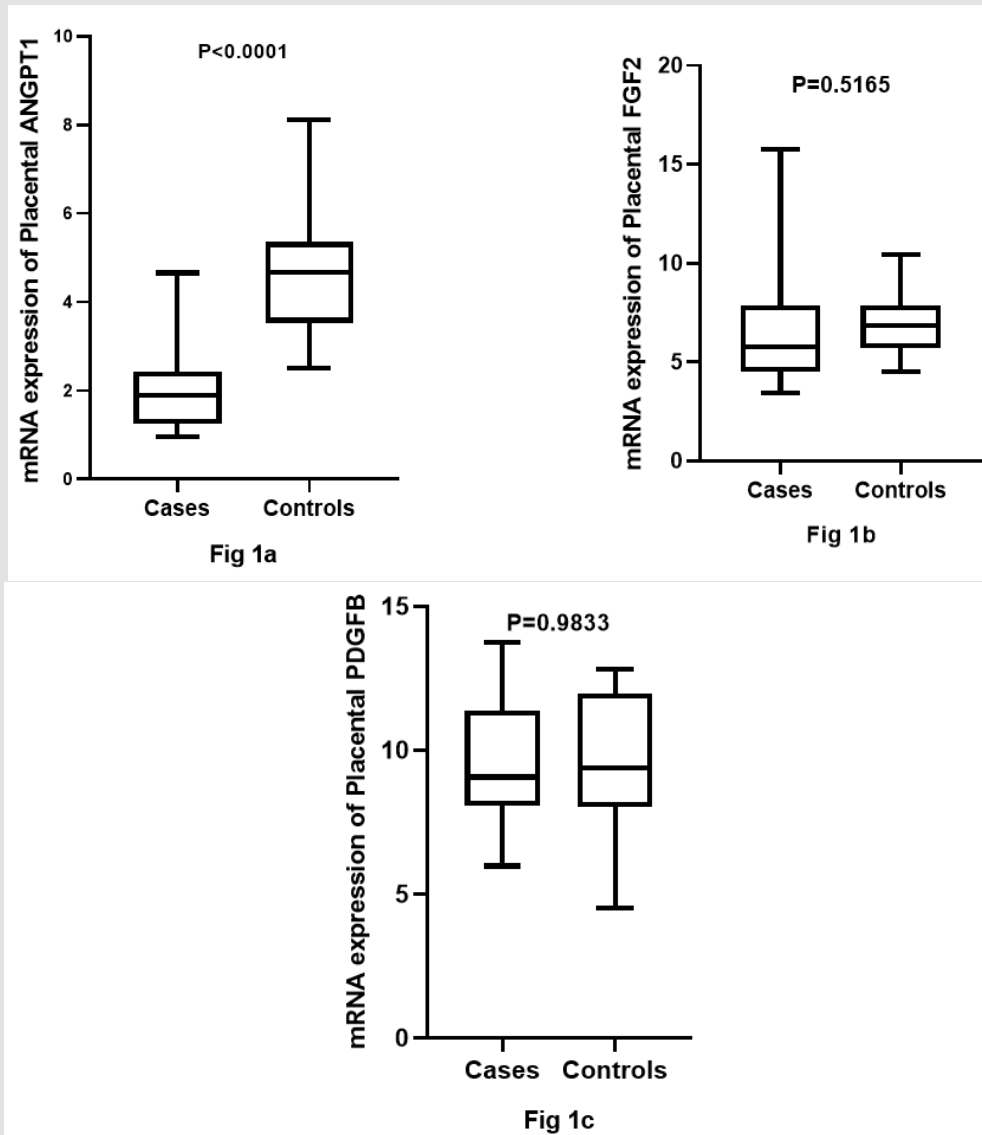 mRNA expression of Placental ANGPT1
P<0.0001
10
8
6
4
2
0
Cases Controls
Fig 1a
mRNA expression of Placental FGF2
P=0.5165
20
15
10
5
0
Cases Controls
Fig 1b
mRNA expression of Placental PDGFB
P=0.9833
15
10
5
0
Cases Controls
Fig 1c